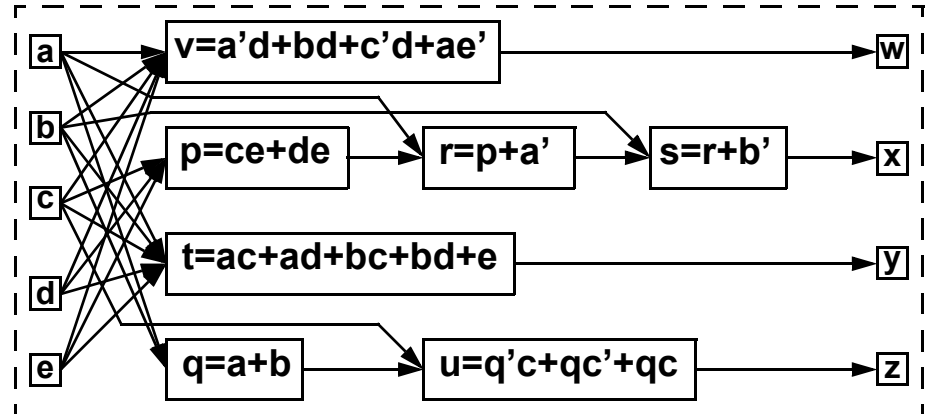 a
v=a’d+bd+c’d+ae’
w
b
p=ce+de
r=p+a’
s=r+b’
x
c
t=ac+ad+bc+bd+e
y
d
e
q=a+b
u=q’c+qc’+qc
z